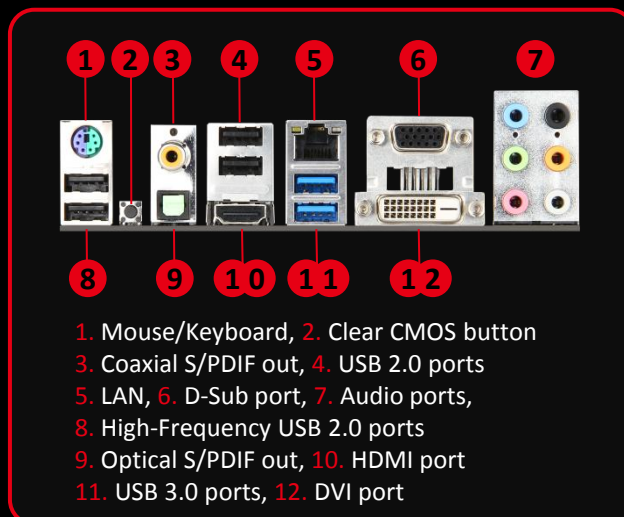 1 2 3 4 5 6 7
8 9 10 11 12
1. Mouse/Keyboard, 2. Clear CMOS button
3. Coaxial S/PDIF out, 4. USB 2.0 ports
5. LAN, 6. D-Sub port, 7. Audio ports,
8. High-Frequency USB 2.0 ports
9. Optical S/PDIF out, 10. HDMI port
11. USB 3.0 ports, 12. DVI port